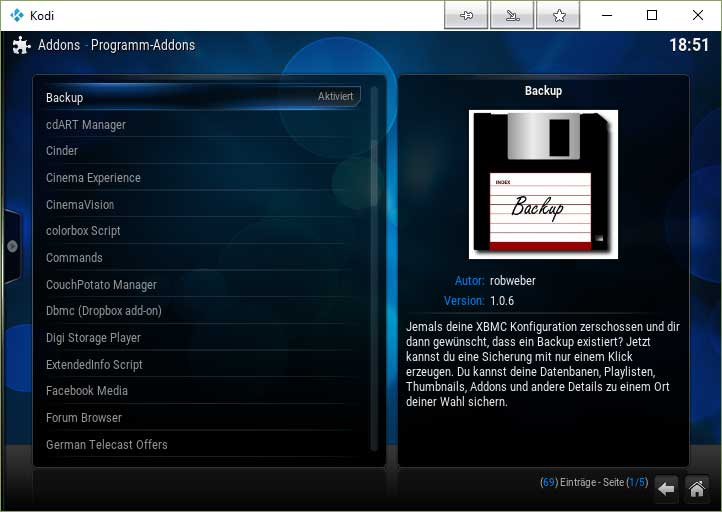 Kodi
Addons - Programm-Addons
18:51
Backup
Aktiviert
cdART Manager
Cinder
Cinema Experience
CinemaVision
colorbox Script
Commands
CouchPotato Manager
Dbmc (Dropbox add-on)
Digi Storage Player
ExtendedInfo Script
Facebook Media
Forum Browser
German Telecast Offers
Backup
INDEX
Backup
Autor: robweber
Version: 1.0.6
Jemals deine XBMC Konfiguration zerschossen und dir
dann gewünscht, dass ein Backup existiert? Jetzt
kannst du eine Sicherung mit nur einem Klick
erzeugen. Du kannst deine Datenbanen, Playlisten,
Thumbnails, Addons und andere Details zu einem Ort
deiner Wahl sichern.
(69) Einträge - Seite (1/5)